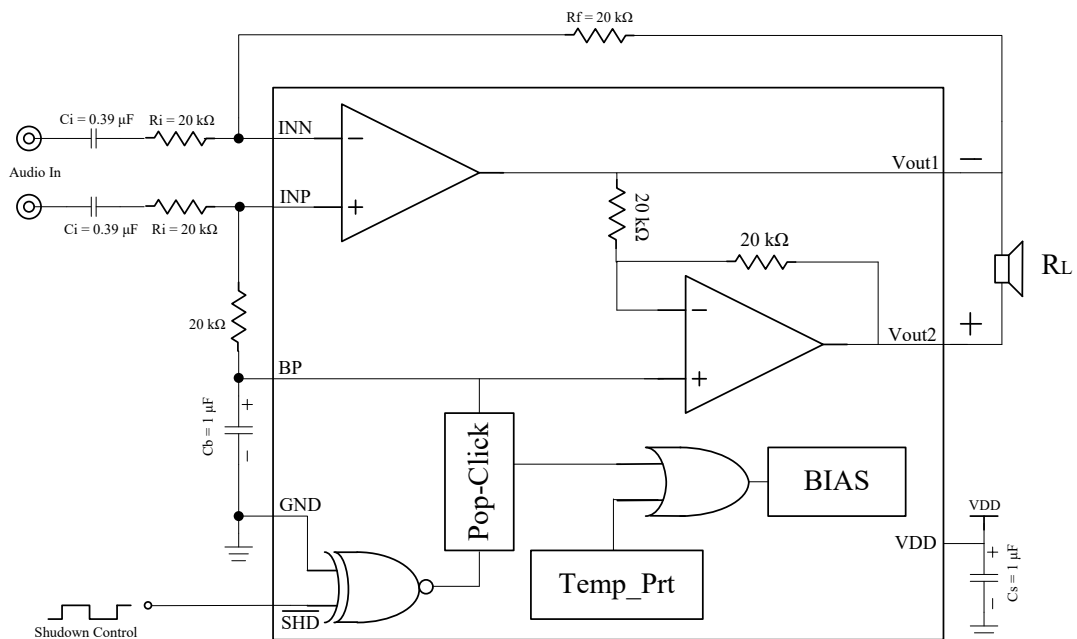 Rf = 20 kΩ
Ci = 0.39 μF
Ri = 20 kΩ
INN
−
Audio In
Vout1
−
INP
+
Ci = 0.39 μF
Ri = 20 kΩ
20 kΩ
20 kΩ
RL
20 kΩ
−
Vout2
+
BP
+
+
Cb = 1 μF
−
Pop-Click
BIAS
GND
VDD
VDD
+
Cs = 1 μF
−
Temp_Prt
SHD
Shudown Control